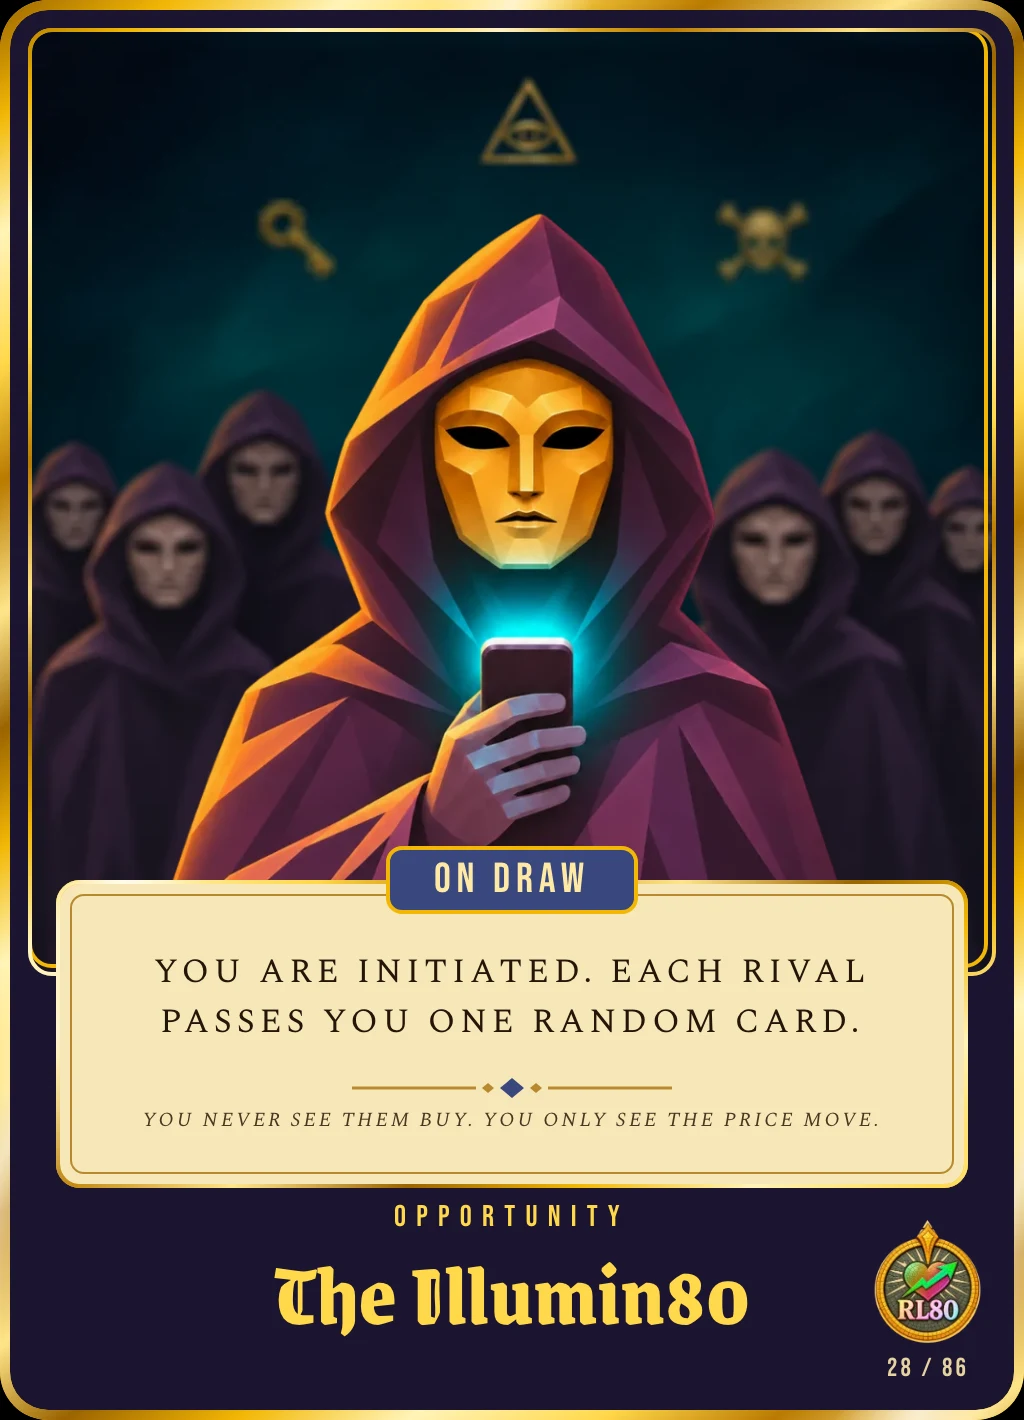 ON DRAW
YOU ARE INITIATED. EACH RIVAL
PASSES YOU ONE RANDOM CARD.
YOU NEVER SEE THEM BUY. YOU ONLY SEE THE PRICE MOVE.
OPPORTUNITY
The Illumin80
RL80
28 / 86